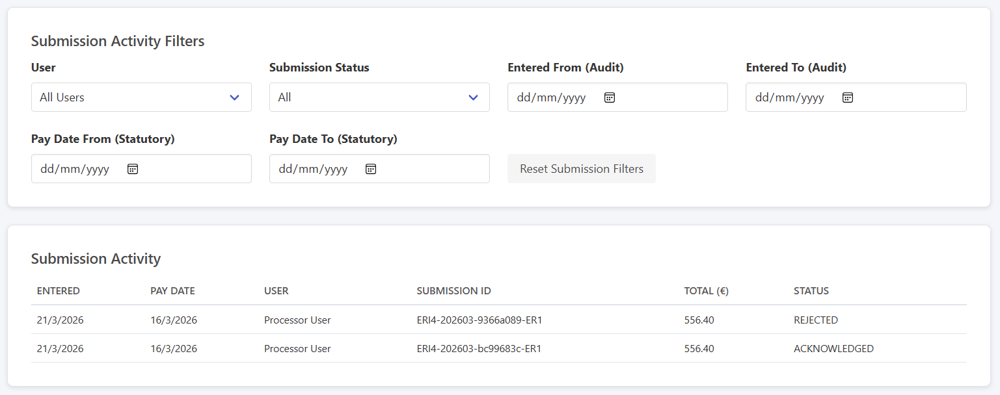 Submission Activity Filters
User Submission Status Entered From (Audit) Entered To (Audit)
All Users All dd/mm/yyyy dd/mm/yyyy
Pay Date From (Statutory) Pay Date To (Statutory)
dd/mm/yyyy dd/mm/yyyy Reset Submission Filters
Submission Activity
ENTERED PAY DATE USER SUBMISSION ID TOTAL (€) STATUS
21/3/2026 16/3/2026 Processor User ERI4-202603-9366a089-ER1 556.40 REJECTED
21/3/2026 16/3/2026 Processor User ERI4-202603-bc99683c-ER1 556.40 ACKNOWLEDGED